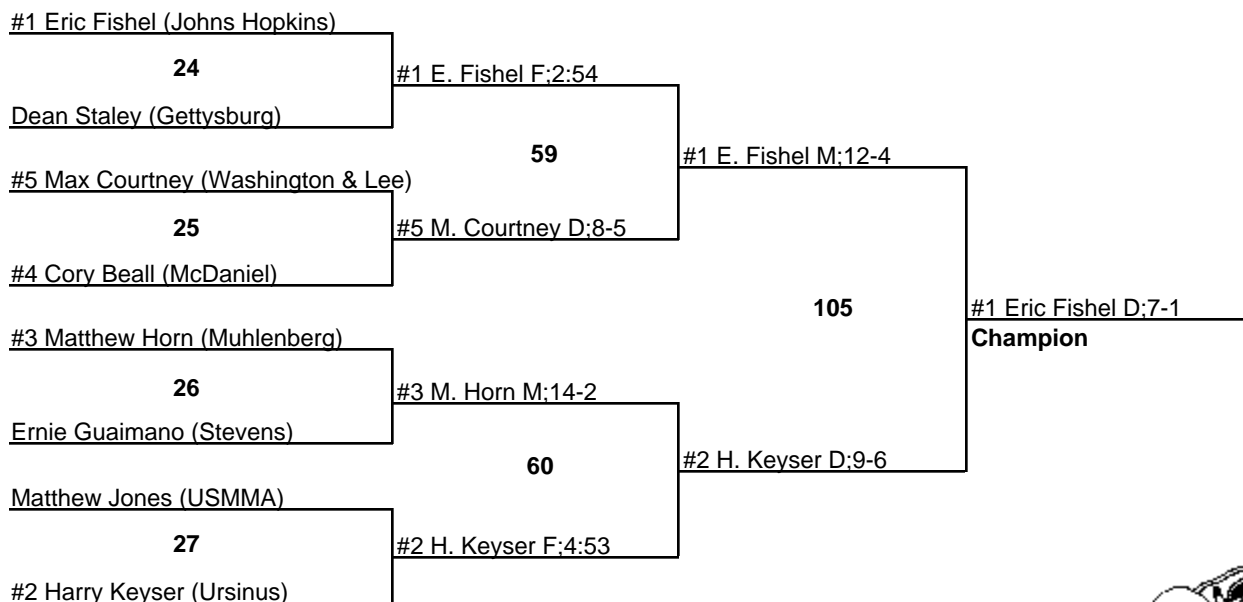 #1 Eric Fishel (Johns Hopkins)
24
#1 E. Fishel F;2:54
Dean Staley (Gettysburg)
59
#1 E. Fishel M;12-4
#5 Max Courtney (Washington & Lee)
25
#5 M. Courtney D;8-5
#4 Cory Beall (McDaniel)
105
#1 Eric Fishel D;7-1
Champion
#3 Matthew Horn (Muhlenberg)
26
#3 M. Horn M;14-2
Ernie Guaimano (Stevens)
60
#2 H. Keyser D;9-6
Matthew Jones (USMMA)
27
#2 H. Keyser F;4:53
#2 Harry Keyser (Ursinus)